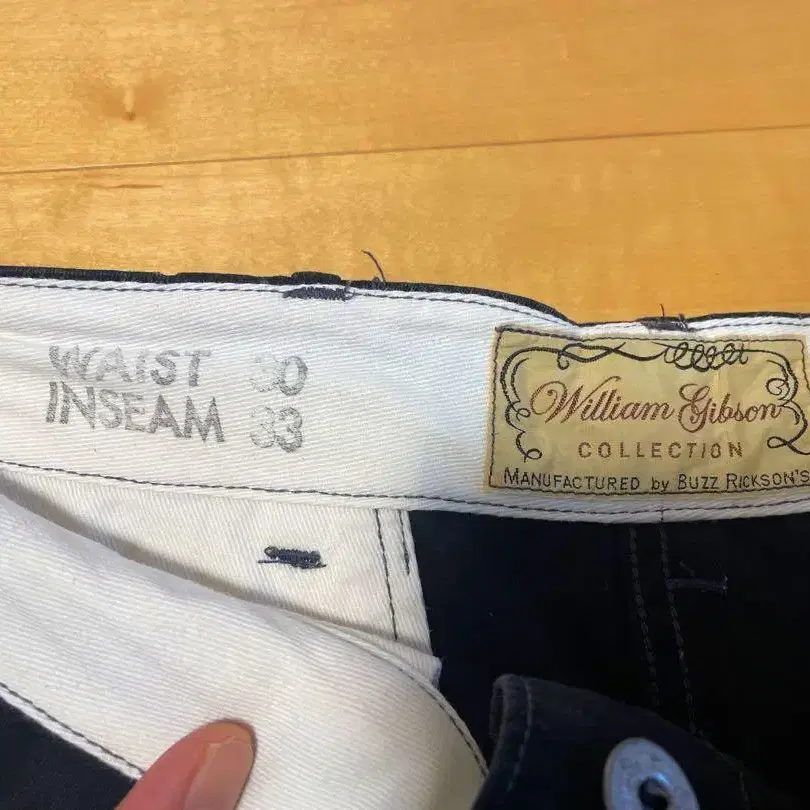 WAIST 30
INSEAM 33
William Gibson
COLLECTION
MANUFACTURED by BUZZ RICKSON'S